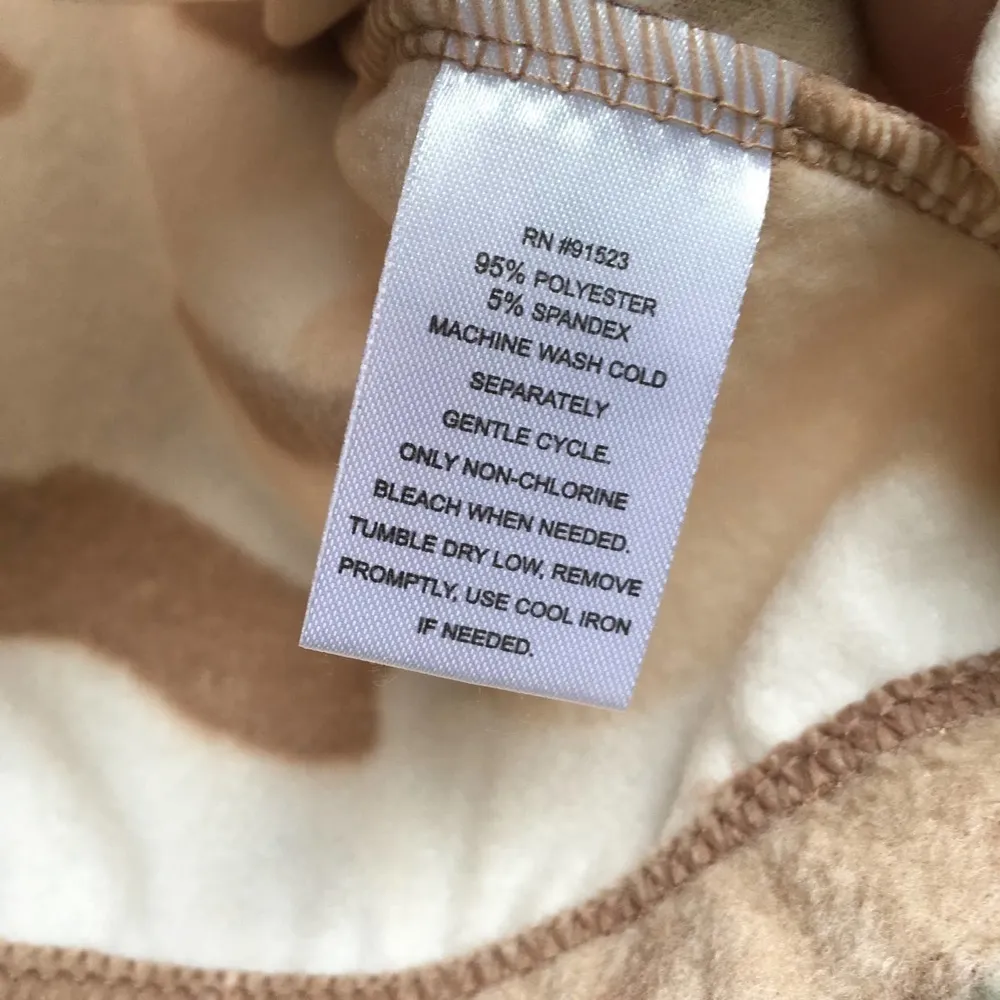 RN #91523
95% POLYESTER
5% SPANDEX
MACHINE WASH COLD
SEPARATELY
GENTLE CYCLE.
ONLY NON-CHLORINE
BLEACH WHEN NEEDED.
TUMBLE DRY LOW, REMOVE
PROMPTLY, USE COOL IRON
IF NEEDED.